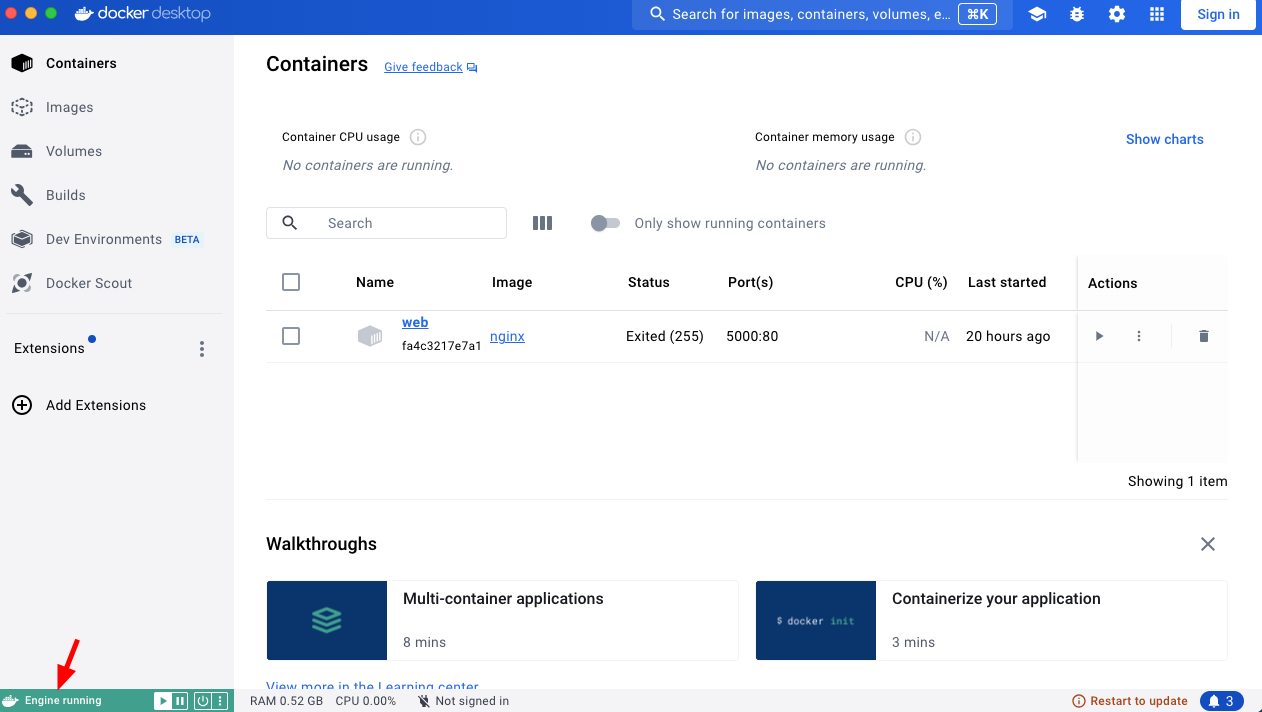 docker desktop
Search for images, containers, volumes, e... ⌘K
Sign in
Containers
Images
Volumes
Builds
Dev Environments BETA
Docker Scout
Extensions
Add Extensions
Containers Give feedback
Container CPU usage
No containers are running.
Container memory usage
No containers are running.
Show charts
Search
Only show running containers
Name Image Status Port(s) CPU (%) Last started Actions
web
fa4c3217e7a1 nginx Exited (255) 5000:80 N/A 20 hours ago
Showing 1 item
Walkthroughs
Multi-container applications
8 mins
$ docker init
Containerize your application
3 mins
View more in the Learning center
Engine running
RAM 0.52 GB CPU 0.00% Not signed in
Restart to update 3